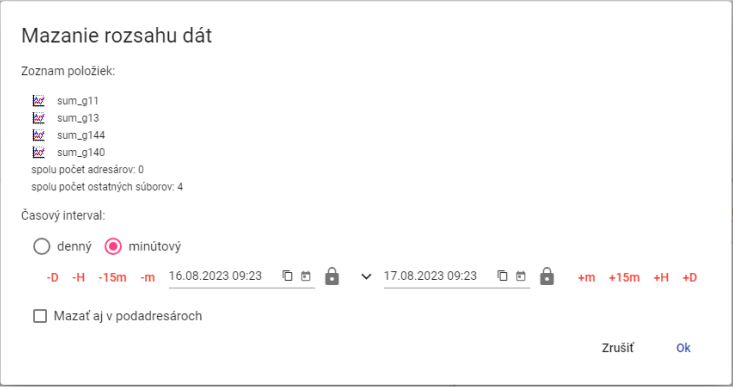 Mazanie rozsahu dát
Zoznam položiek:
sum_g11
sum_g13
sum_g144
sum_g140
spolu počet adresárov: 0
spolu počet ostatných súborov: 4
Časový interval:
denný minútový
-D -H -15m -m 16.08.2023 09:23 17.08.2023 09:23 +m +15m +H +D
Mazať aj v podadresároch
Zrušiť Ok